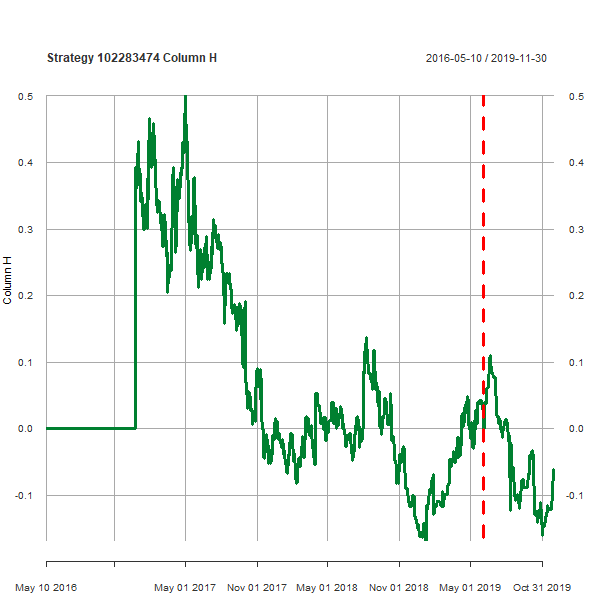 Strategy 102283474 Column H
2016-05-10 / 2019-11-30
0.5
0.5
0.4
0.4
0.3
0.3
Column H
0.2
0.2
0.1
0.1
0.0
0.0
-0.1
-0.1
May 10 2016
May 01 2017
Nov 01 2017
May 01 2018
Nov 01 2018
May 01 2019
Oct 31 2019